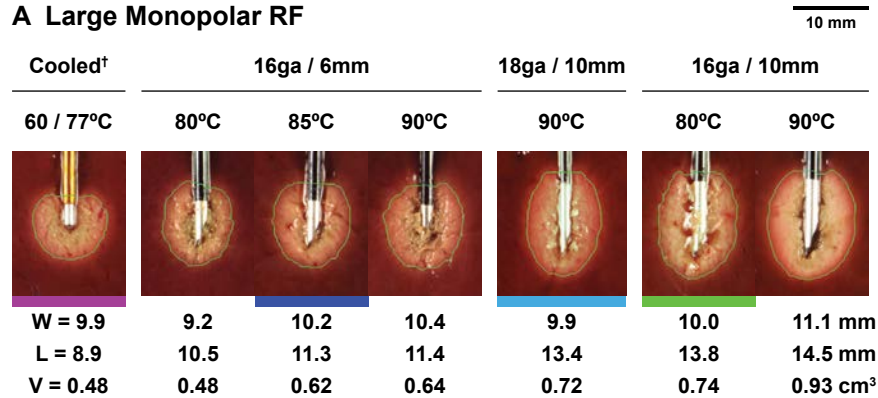 A Large Monopolar RF
10 mm
Cooled† 16ga / 6mm 18ga / 10mm 16ga / 10mm
60 / 77ºC 80ºC 85ºC 90ºC 90ºC 80ºC 90ºC
W = 9.9 9.2 10.2 10.4 9.9 10.0 11.1 mm
L = 8.9 10.5 11.3 11.4 13.4 13.8 14.5 mm
V = 0.48 0.48 0.62 0.64 0.72 0.74 0.93 cm³